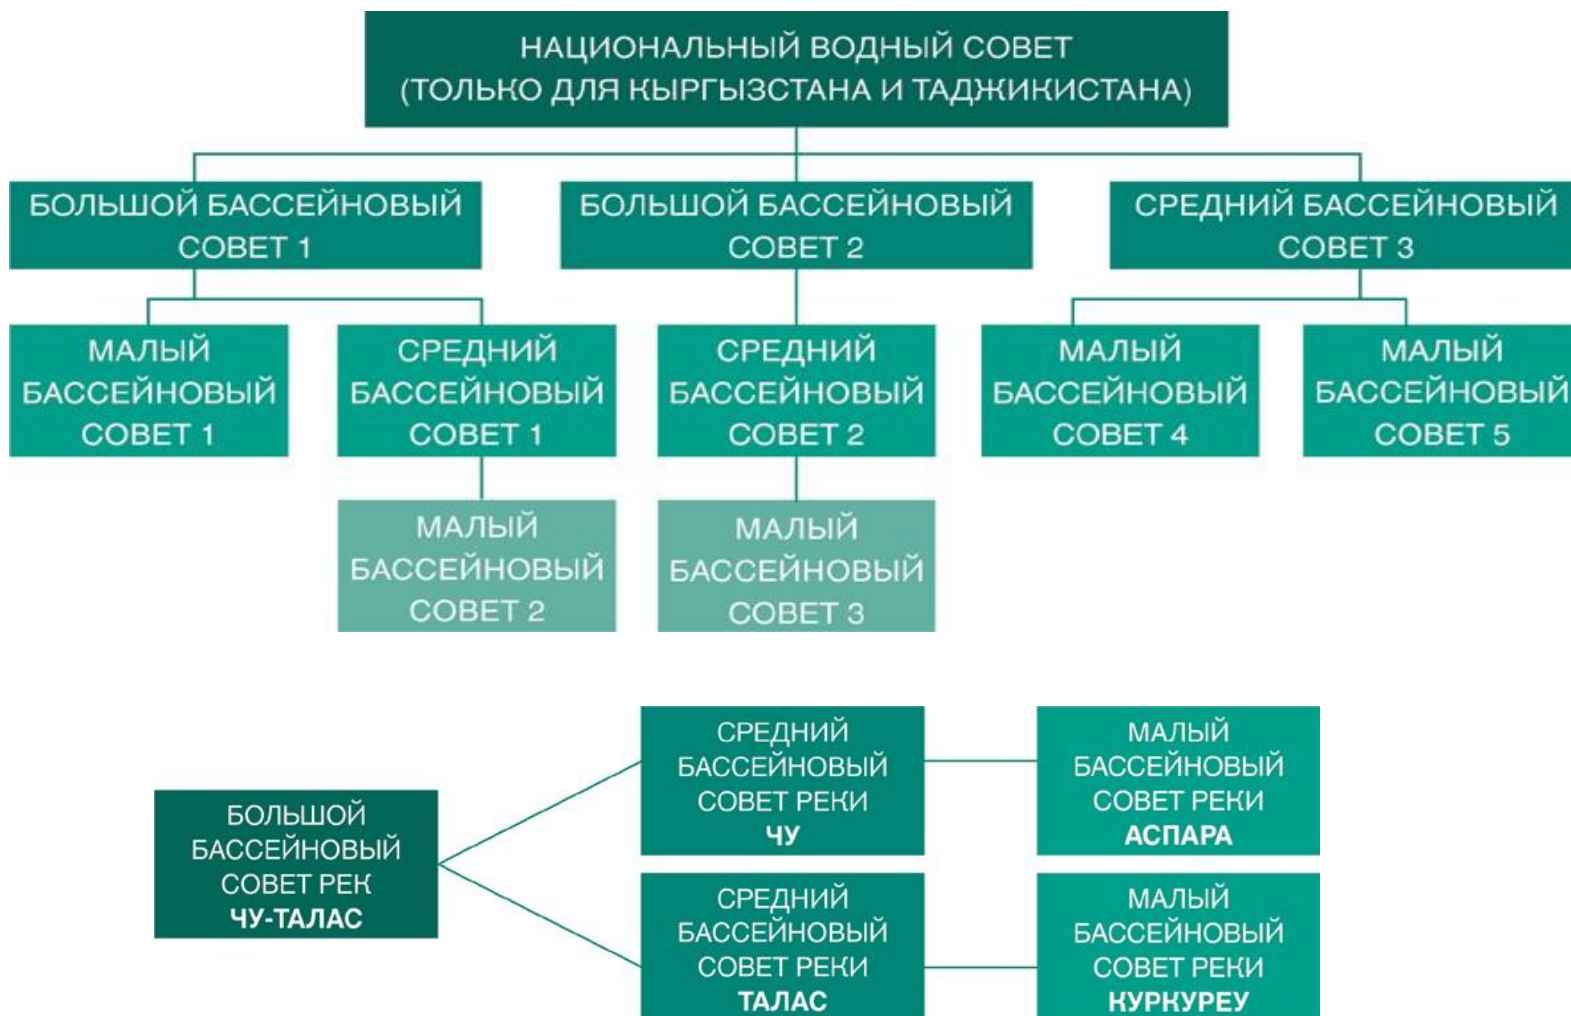 НАЦИОНАЛЬНЫЙ ВОДНЫЙ СОВЕТ
(ТОЛЬКО ДЛЯ КЫРГЫЗСТАНА И ТАДЖИКИСТАНА)
БОЛЬШОЙ БАССЕЙНОВЫЙ
СОВЕТ 1
БОЛЬШОЙ БАССЕЙНОВЫЙ
СОВЕТ 2
СРЕДНИЙ БАССЕЙНОВЫЙ
СОВЕТ 3
МАЛЫЙ
БАССЕЙНОВЫЙ
СОВЕТ 1
СРЕДНИЙ
БАССЕЙНОВЫЙ
СОВЕТ 1
СРЕДНИЙ
БАССЕЙНОВЫЙ
СОВЕТ 2
МАЛЫЙ
БАССЕЙНОВЫЙ
СОВЕТ 4
МАЛЫЙ
БАССЕЙНОВЫЙ
СОВЕТ 5
МАЛЫЙ
БАССЕЙНОВЫЙ
СОВЕТ 2
МАЛЫЙ
БАССЕЙНОВЫЙ
СОВЕТ 3
БОЛЬШОЙ
БАССЕЙНОВЫЙ
СОВЕТ РЕК
ЧУ-ТАЛАС
СРЕДНИЙ
БАССЕЙНОВЫЙ
СОВЕТ РЕКИ
ЧУ
МАЛЫЙ
БАССЕЙНОВЫЙ
СОВЕТ РЕКИ
АСПАРА
СРЕДНИЙ
БАССЕЙНОВЫЙ
СОВЕТ РЕКИ
ТАЛАС
МАЛЫЙ
БАССЕЙНОВЫЙ
СОВЕТ РЕКИ
КУРКУРЕУ